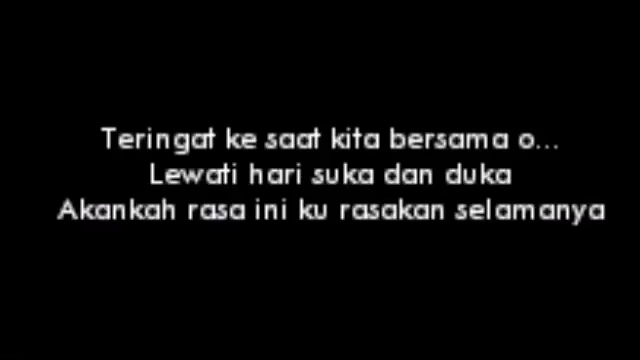 Teringat ke saat kita bersama o...
Lewati hari suka dan duka
Akankah rasa ini ku rasakan selamanya